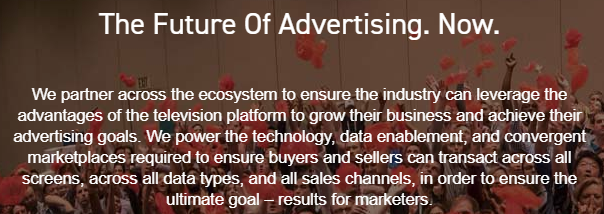 The Future Of Advertising. Now.
We partner across the ecosystem to ensure the industry can leverage the
advantages of the television platform to grow their business and achieve their
advertising goals. We power the technology, data enablement, and convergent
marketplaces required to ensure buyers and sellers can transact across all
screens, across all data types, and all sales channels, in order to ensure the
ultimate goal – results for marketers.